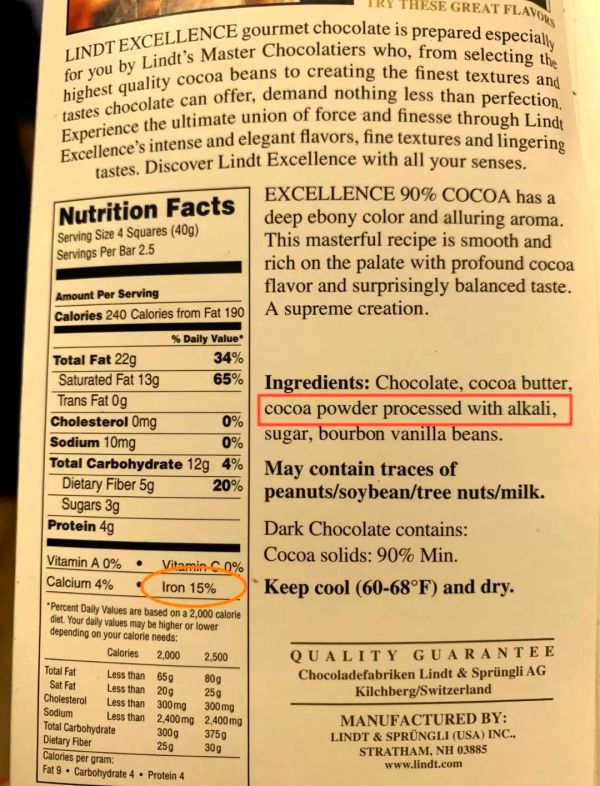 TRY THESE GREAT FLAVORS
LINDT EXCELLENCE gourmet chocolate is prepared especially
for you by Lindt's Master Chocolatiers who, from selecting the
highest quality cocoa beans to creating the finest textures and
tastes chocolate can offer, demand nothing less than perfection.
Experience the ultimate union of force and finesse through Lindt
Excellence's intense and elegant flavors, fine textures and lingering
tastes. Discover Lindt Excellence with all your senses.
Nutrition Facts
Serving Size 4 Squares (40g)
Servings Per Bar 2.5
Amount Per Serving
Calories 240 Calories from Fat 190
% Daily Value*
Total Fat 22g 34%
Saturated Fat 13g 65%
Trans Fat 0g
Cholesterol 0mg 0%
Sodium 10mg 0%
Total Carbohydrate 12g 4%
Dietary Fiber 5g 20%
Sugars 3g
Protein 4g
Vitamin A 0% • Vitamin C 0%
Calcium 4% • Iron 15%
*Percent Daily Values are based on a 2,000 calorie
diet. Your daily values may be higher or lower
depending on your calorie needs:
Calories 2,000 2,500
Total Fat Less than 65g 80g
Sat Fat Less than 20g 25g
Cholesterol Less than 300mg 300mg
Sodium Less than 2,400mg 2,400mg
Total Carbohydrate 300g 375g
Dietary Fiber 25g 30g
Calories per gram:
Fat 9 • Carbohydrate 4 • Protein 4
EXCELLENCE 90% COCOA has a
deep ebony color and alluring aroma.
This masterful recipe is smooth and
rich on the palate with profound cocoa
flavor and surprisingly balanced taste.
A supreme creation.
Ingredients: Chocolate, cocoa butter,
cocoa powder processed with alkali,
sugar, bourbon vanilla beans.
May contain traces of
peanuts/soybean/tree nuts/milk.
Dark Chocolate contains:
Cocoa solids: 90% Min.
Keep cool (60-68°F) and dry.
QUALITY GUARANTEE
Chocoladefabriken Lindt & Sprüngli AG
Kilchberg/Switzerland
MANUFACTURED BY:
LINDT & SPRÜNGLI (USA) INC.,
STRATHAM, NH 03885
www.lindt.com